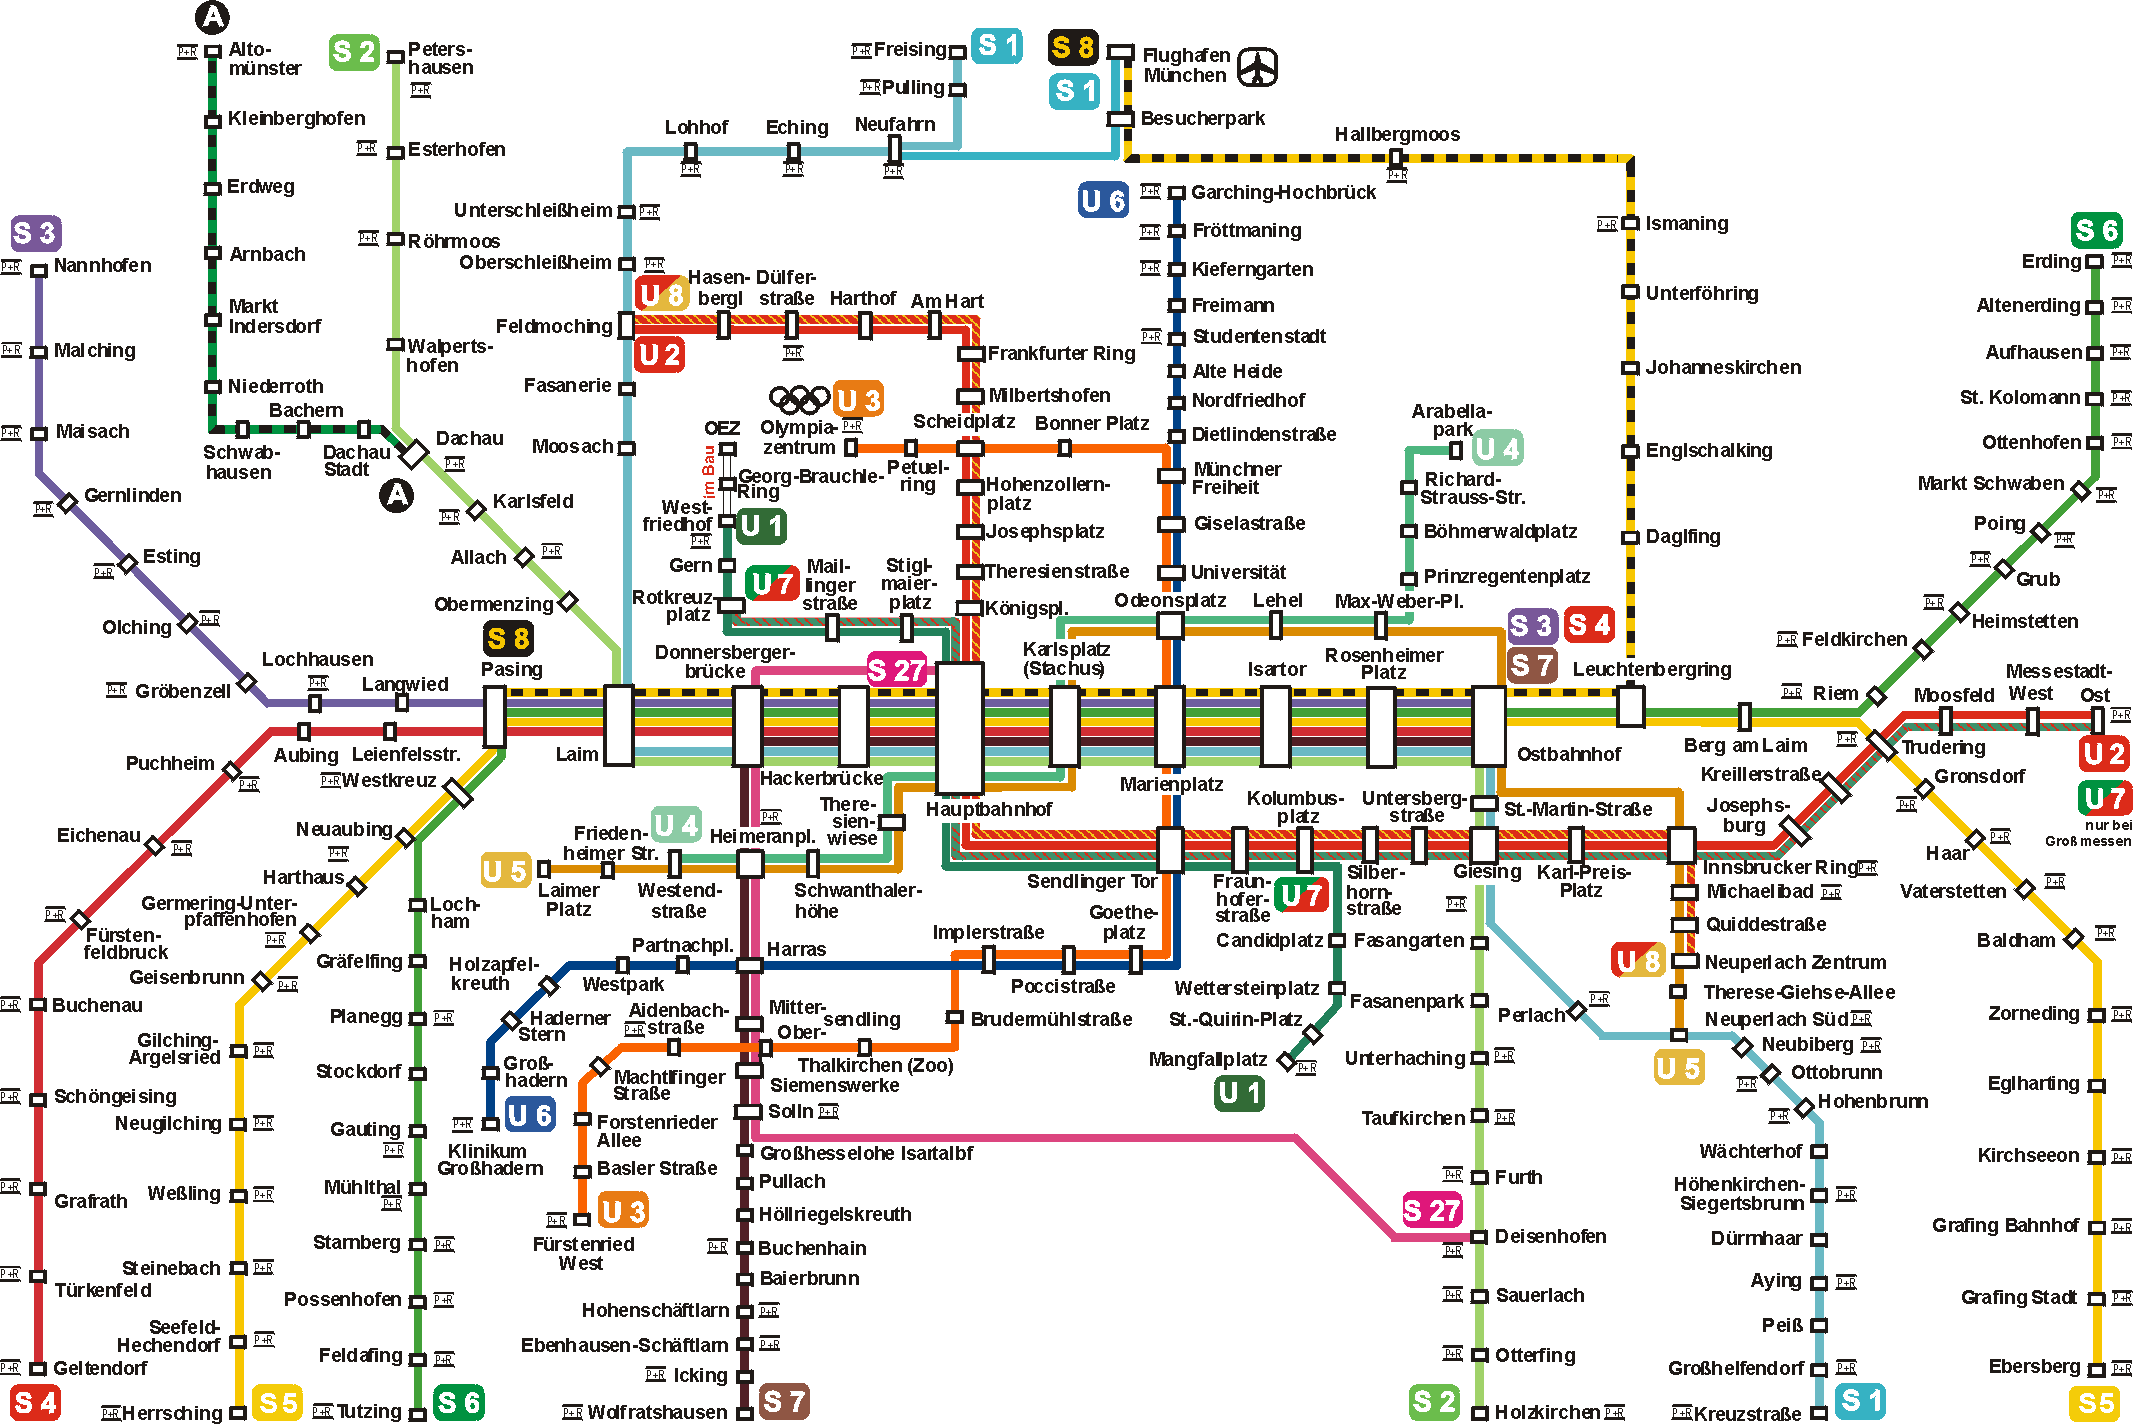 A
P+R
Alto-
münster
Kleinberghofen
Erdweg
Arnbach
Markt
Indersdorf
Niederroth
Bachern
Schwab-
hausen
Dachau
Stadt
A
S 2
Peters-
hausen
P+R
P+R
Esterhofen
P+R
Röhrmoos
Walperts-
hofen
Dachau
P+R
Karlsfeld
P+R
Allach
P+R
Obermenzing
S 3
P+R
Nannhofen
P+R
Malching
P+R
Maisach
Gernlinden
P+R
Esting
P+R
Olching
P+R
P+R
Gröbenzell
Lochhausen
P+R
Langwied
S 8
Pasing
P+R
Freising
S 1
P+R
Pulling
Lohhof
P+R
Eching
P+R
Neufahrn
P+R
Unterschleißheim
P+R
Oberschleißheim
P+R
Feldmoching
Fasanerie
Moosach
S 8
S 1
Flughafen
München
Besucherpark
Hallbergmoos
P+R
P+R
Ismaning
Unterföhring
Johanneskirchen
Englschalking
Daglfing
Leuchtenbergring
U 8
U 2
Hasen-
bergl
Dülfer-
straße
P+R
Harthof
Am Hart
Frankfurter Ring
Milbertshofen
Scheidplatz
Hohenzollern-
platz
Josephsplatz
Theresienstraße
Königspl.
U 3
Olympia-
zentrum
P+R
Petuel-
ring
Bonner Platz
OEZ
im Bau
Georg-Brauchle-
Ring
West-
friedhof
P+R
U 1
Gern
U 7
Rotkreuz-
platz
Mail-
linger
straße
Stigl-
maier-
platz
U 6
P+R
Garching-Hochbrück
P+R
Fröttmaning
P+R
Kieferngarten
Freimann
P+R
Studentenstadt
Alte Heide
Nordfriedhof
Dietlindenstraße
Münchner
Freiheit
Giselastraße
Universität
Odeonsplatz
Lehel
Max-Weber-Pl.
Arabella-
park
U 4
Richard-
Strauss-Str.
Böhmerwaldplatz
Prinzregentenplatz
S 3
S 4
S 7
S 6
Erding
P+R
Altenerding
P+R
Aufhausen
P+R
St. Kolomann
P+R
Ottenhofen
P+R
Markt Schwaben
P+R
Poing
P+R
P+R
Grub
P+R
Heimstetten
P+R
Feldkirchen
P+R
Riem
Moosfeld
Messestadt-
West
Ost
P+R
U 2
U 7
nur bei
Großmessen
Laim
Donnersberger-
brücke
S 27
Hackerbrücke
Hauptbahnhof
Karlsplatz
(Stachus)
Marienplatz
Isartor
Rosenheimer
Platz
Ostbahnhof
Berg am Laim
P+R
Trudering
Kreillerstraße
Josephs-
burg
Gronsdorf
P+R
Haar
P+R
Vaterstetten
P+R
Baldham
P+R
Zorneding
P+R
Eglharting
Kirchseeon
P+R
Grafing Bahnhof
P+R
Grafing Stadt
P+R
Ebersberg
P+R
S5
Aubing
Leienfelsstr.
Puchheim
P+R
Eichenau
P+R
P+R
Fürsten-
feldbruck
P+R
Buchenau
P+R
Schöngeising
P+R
Grafrath
P+R
Türkenfeld
P+R
Geltendorf
S 4
P+R
Westkreuz
Neuaubing
P+R
Harthaus
Germering-Unter-
pfaffenhofen
P+R
Geisenbrunn
P+R
Gilching-
Argelsried
P+R
Neugilching
P+R
Weßling
P+R
Steinebach
P+R
Seefeld-
Hechendorf
P+R
P+R
Herrsching
S 5
Loch-
ham
Gräfelfing
Planegg
P+R
Stockdorf
Gauting
P+R
Mühlthal
P+R
Starnberg
P+R
Possenhofen
P+R
Feldafing
P+R
P+R
Tutzing
S 6
U 5
Laimer
Platz
Frieden-
heimer Str.
U 4
Westend-
straße
Heimeranpl.
P+R
Schwanthaler-
höhe
There-
sien-
wiese
Holzapfel-
kreuth
Partnachpl.
Westpark
Harras
Haderner
Stern
Groß-
hadern
U 6
P+R
Klinikum
Großhadern
Implerstraße
Goethe-
platz
Poccistraße
Brudermühlstraße
Thalkirchen (Zoo)
Aidenbach-
straße
P+R
Machtlfinger
Straße
Forstenrieder
Allee
Basler Straße
P+R
U 3
Fürstenried
West
Mitter-
sendling
Ober-
Siemenswerke
Solln
P+R
Großhesselohe Isartalbf
Pullach
Höllriegelskreuth
P+R
Buchenhain
Baierbrunn
Hohenschäftlarn
P+R
Ebenhausen-Schäftlarn
P+R
P+R
Icking
P+R
Wolfratshausen
S 7
Sendlinger Tor
Fraun-
hofer-
straße
Kolumbus-
platz
U 7
Silber-
horn-
straße
Untersberg-
straße
Giesing
P+R
St.-Martin-Straße
Karl-Preis-
Platz
Innsbrucker Ring
P+R
Michaelibad
P+R
Quiddestraße
U 8
Neuperlach Zentrum
Therese-Giehse-Allee
Neuperlach Süd
P+R
U 5
Candidplatz
Wettersteinplatz
St.-Quirin-Platz
Mangfallplatz
P+R
U 1
Fasangarten
Fasanenpark
Unterhaching
P+R
Taufkirchen
P+R
P+R
Furth
S 27
Deisenhofen
P+R
P+R
Sauerlach
P+R
Otterfing
S 2
Holzkirchen
P+R
Perlach
P+R
Neubiberg
P+R
Ottobrunn
P+R
Hohenbrunn
P+R
Wächterhof
Höhenkirchen-
Siegertsbrunn
P+R
Dürrnhaar
Aying
P+R
Peiß
Großhelfendorf
P+R
P+R
Kreuzstraße
S 1